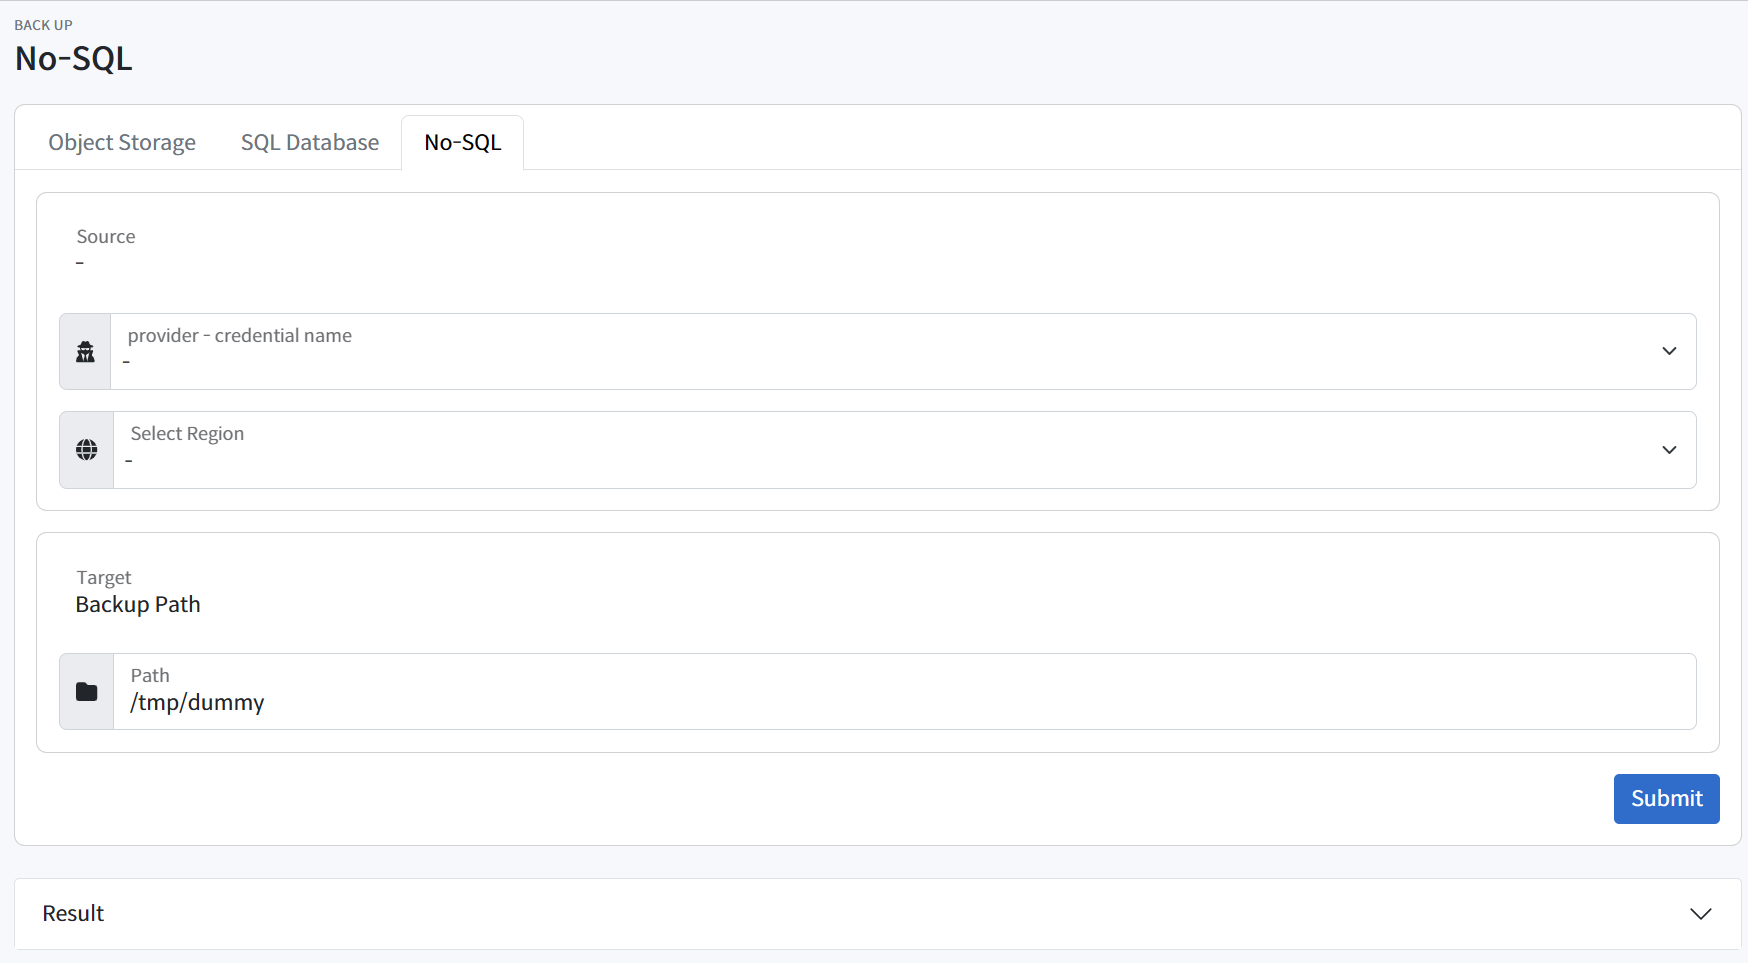 BACK UP
No-SQL
Object Storage
SQL Database
No-SQL
Source
-
provider - credential name
-
Select Region
-
Target
Backup Path
Path
/tmp/dummy
Submit
Result